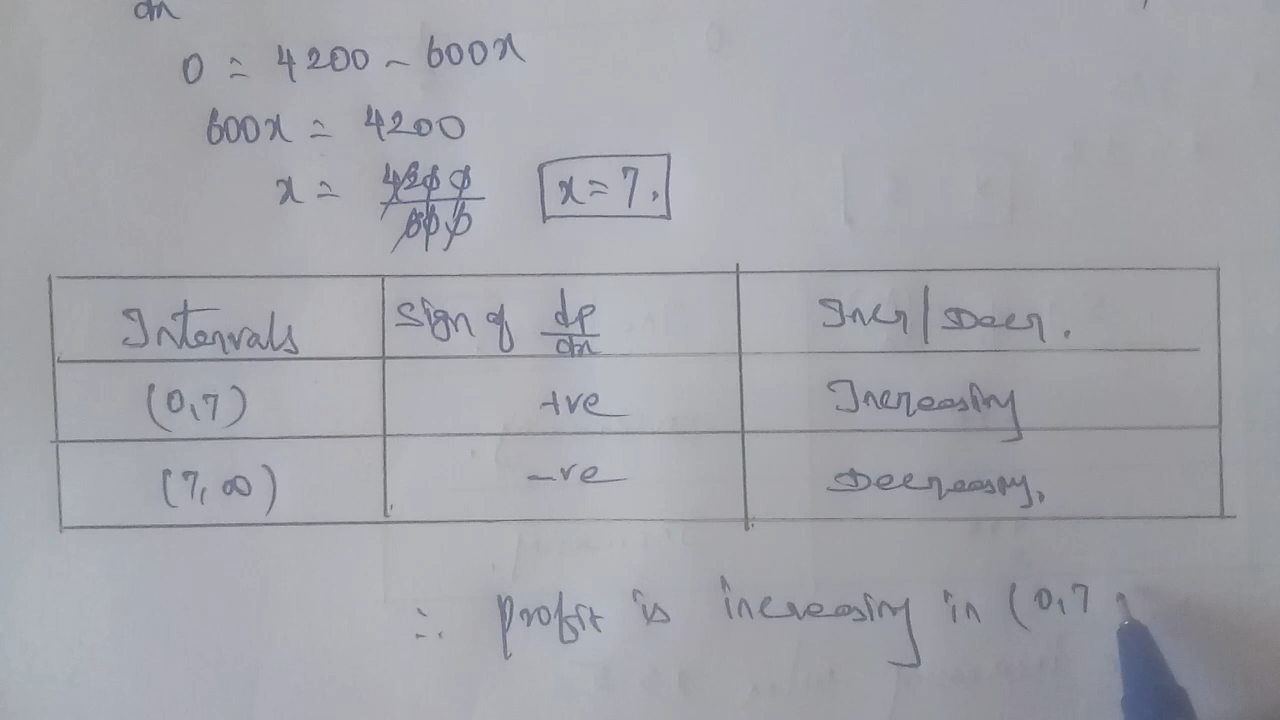 dx
0 = 4200 - 600x
600x = 4200
x = 4200/600 x = 7.
Intervals Sign of dp/dx Incr/Decr.
(0,7) +ve Increasing
(7,∞) -ve Decreasing.
∴ profit is increasing in (0,7